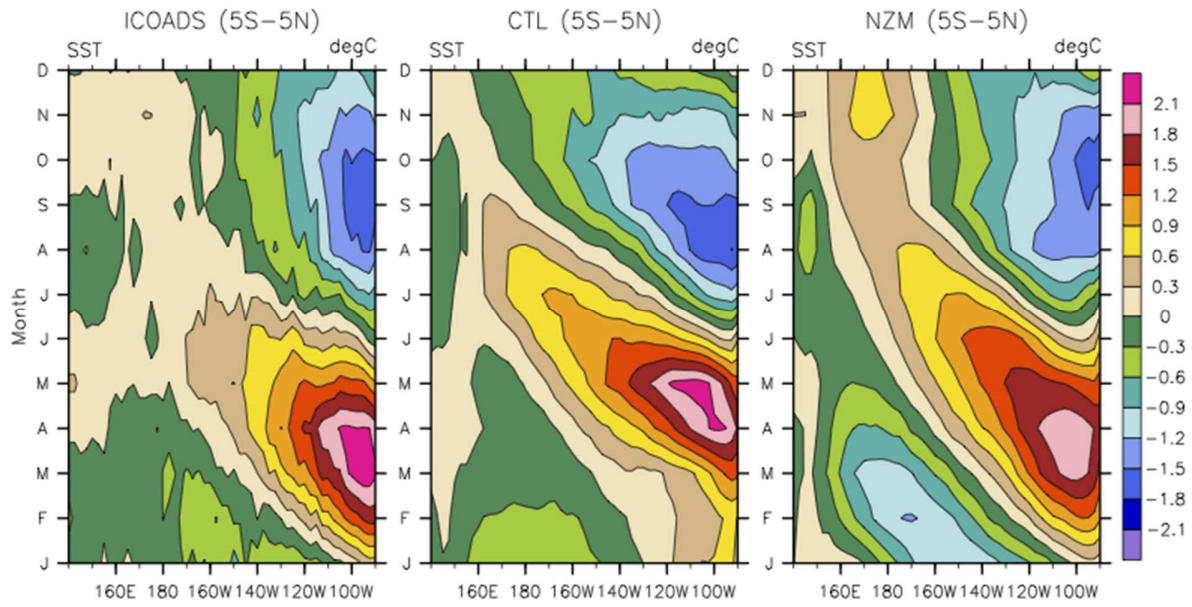 ICOADS (5S−5N) CTL (5S−5N) NZM (5S−5N)
SST degC SST degC SST degC
D D D
2.1
N N N
1.8
O O O
1.5
1.2
S S S
0.9
A A A
0.6
J J J
0.3
Month
0
J J J
−0.3
M M M
−0.6
A A A
−0.9
−1.2
M M M
−1.5
F F F
−1.8
−2.1
J J J
160E 180 160W 140W 120W 100W 160E 180 160W 140W 120W 100W 160E 180 160W 140W 120W 100W